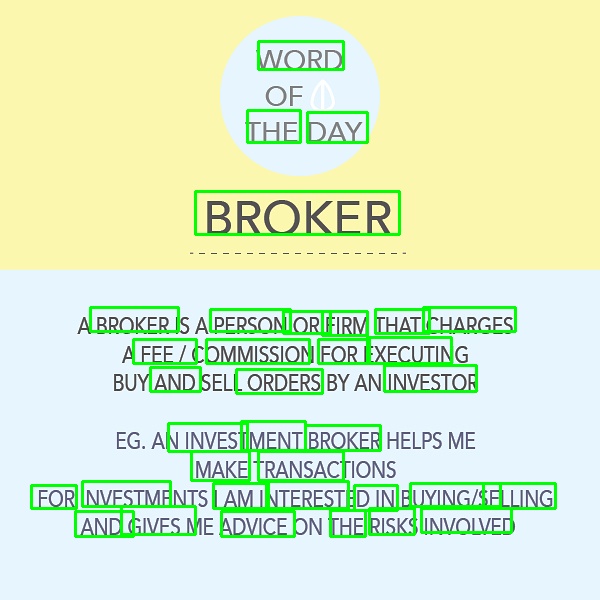 WORD
OF
THE DAY
BROKER
A BROKER IS A PERSON OR FIRM THAT CHARGES
A FEE / COMMISSION FOR EXECUTING
BUY AND SELL ORDERS BY AN INVESTOR
EG. AN INVESTMENT BROKER HELPS ME
MAKE TRANSACTIONS
FOR INVESTMENTS I AM INTERESTED IN BUYING/SELLING
AND GIVES ME ADVICE ON THE RISKS INVOLVED